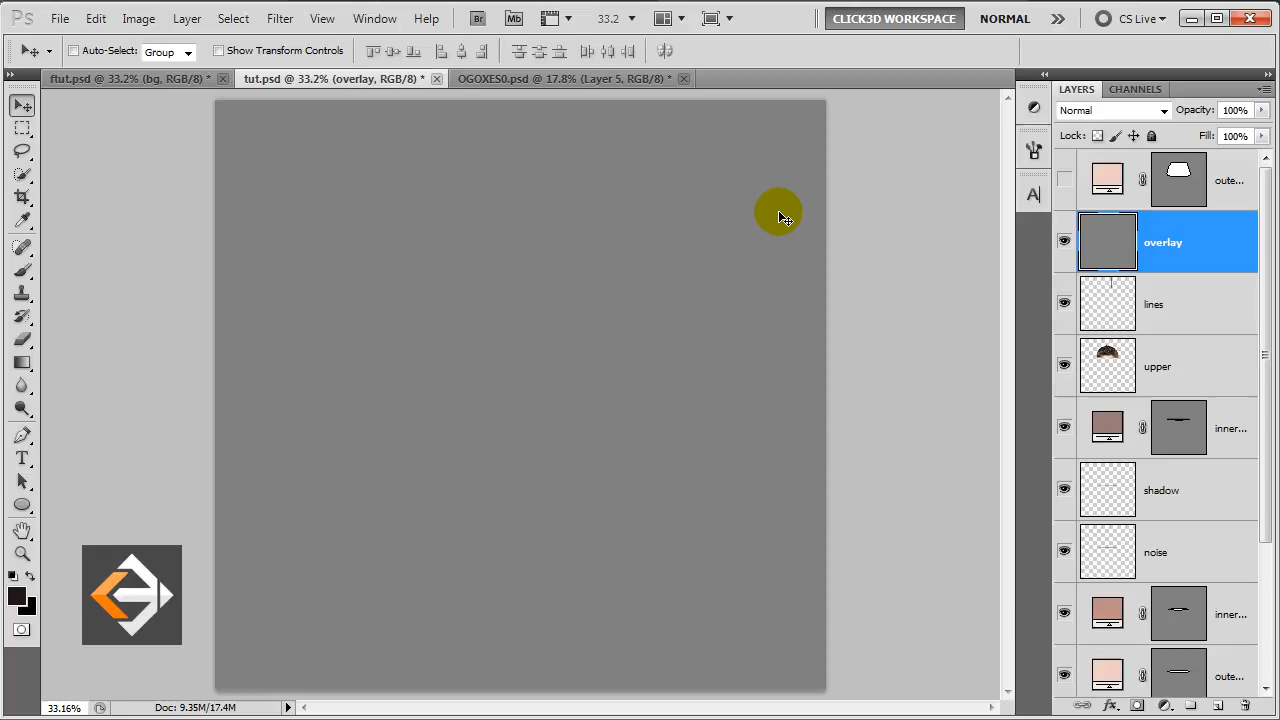 Ps File Edit Image Layer Select Filter View Window Help Br Mb 33.2 CLICK3D WORKSPACE NORMAL CS Live
Auto-Select: Group Show Transform Controls
ftut.psd @ 33.2% (bg, RGB/8) * tut.psd @ 33.2% (overlay, RGB/8) * OGOXES0.psd @ 17.8% (Layer 5, RGB/8) *
LAYERS CHANNELS
Normal Opacity: 100%
Lock: Fill: 100%
oute...
overlay
lines
upper
inner...
shadow
noise
inner...
oute...
33.16% Doc: 9.35M/17.4M